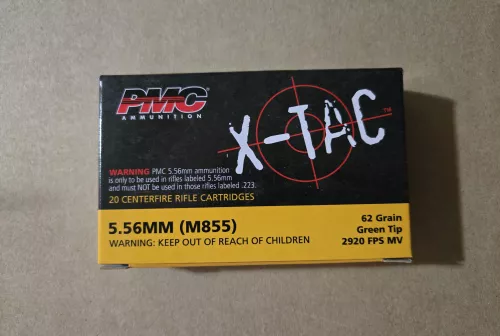 PMC
AMMUNITION
X-TAC
TM
WARNING PMC 5.56mm ammunition
is only to be used in rifles labeled 5.56mm
and must NOT be used in those rifles labeled .223.
20 CENTERFIRE RIFLE CARTRIDGES
5.56MM (M855)
WARNING: KEEP OUT OF REACH OF CHILDREN
62 Grain
Green Tip
2920 FPS MV